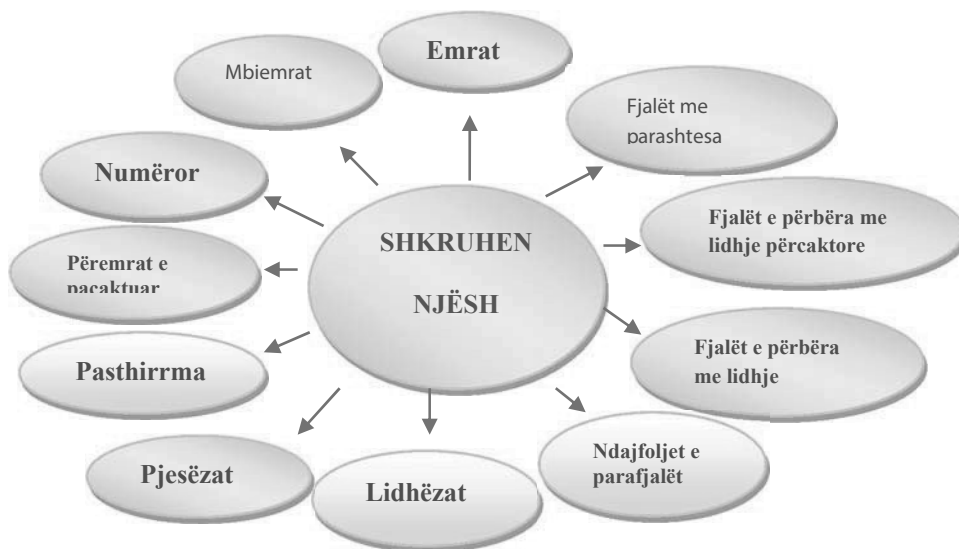 Emrat
Mbiemrat
Fjalët me
parashtesa
Numëror
Fjalët e përbëra me
lidhje përcaktore
SHKRUHEN
NJËSH
Përemrat e
pacaktuar
Fjalët e përbëra
me lidhje
Pasthirrma
Ndajfoljet e
parafjalët
Pjesëzat
Lidhëzat